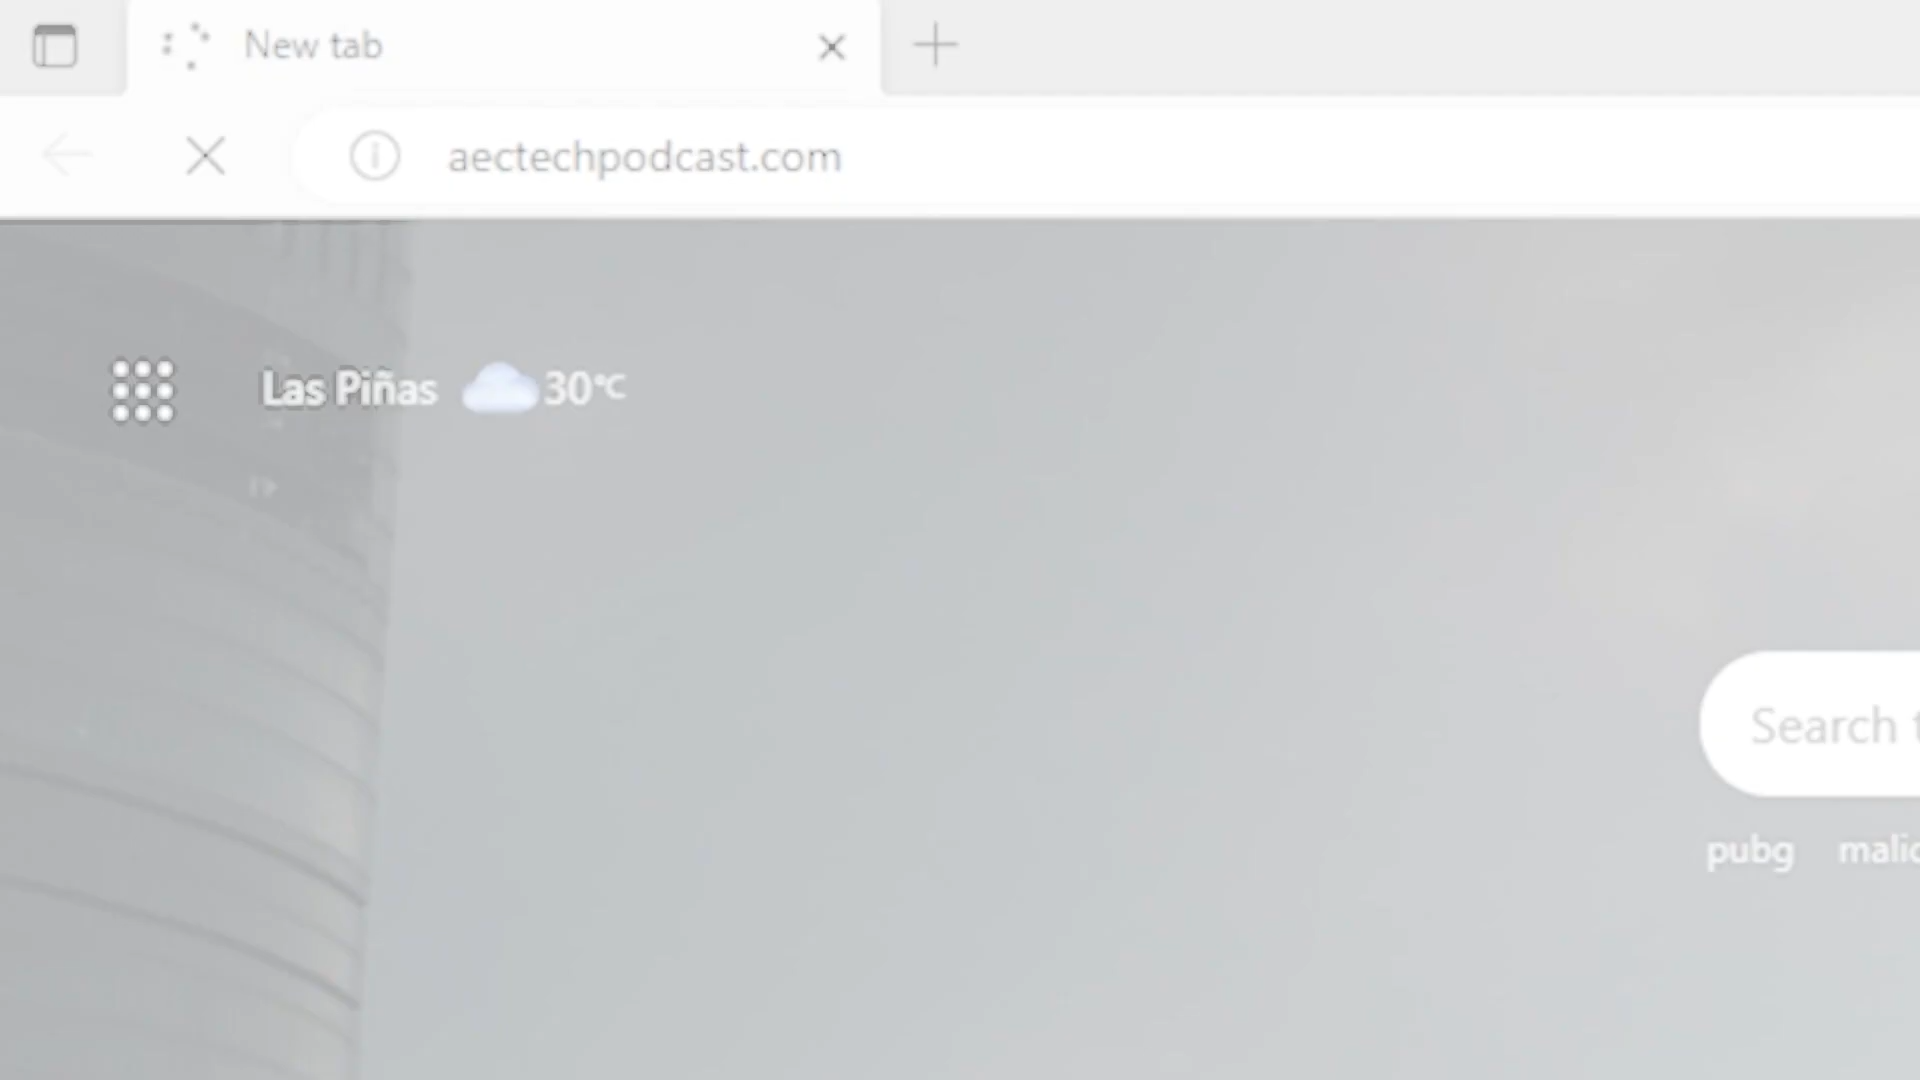 New tab
aectechpodcast.com
Las Piñas 30°C
Search
pubg